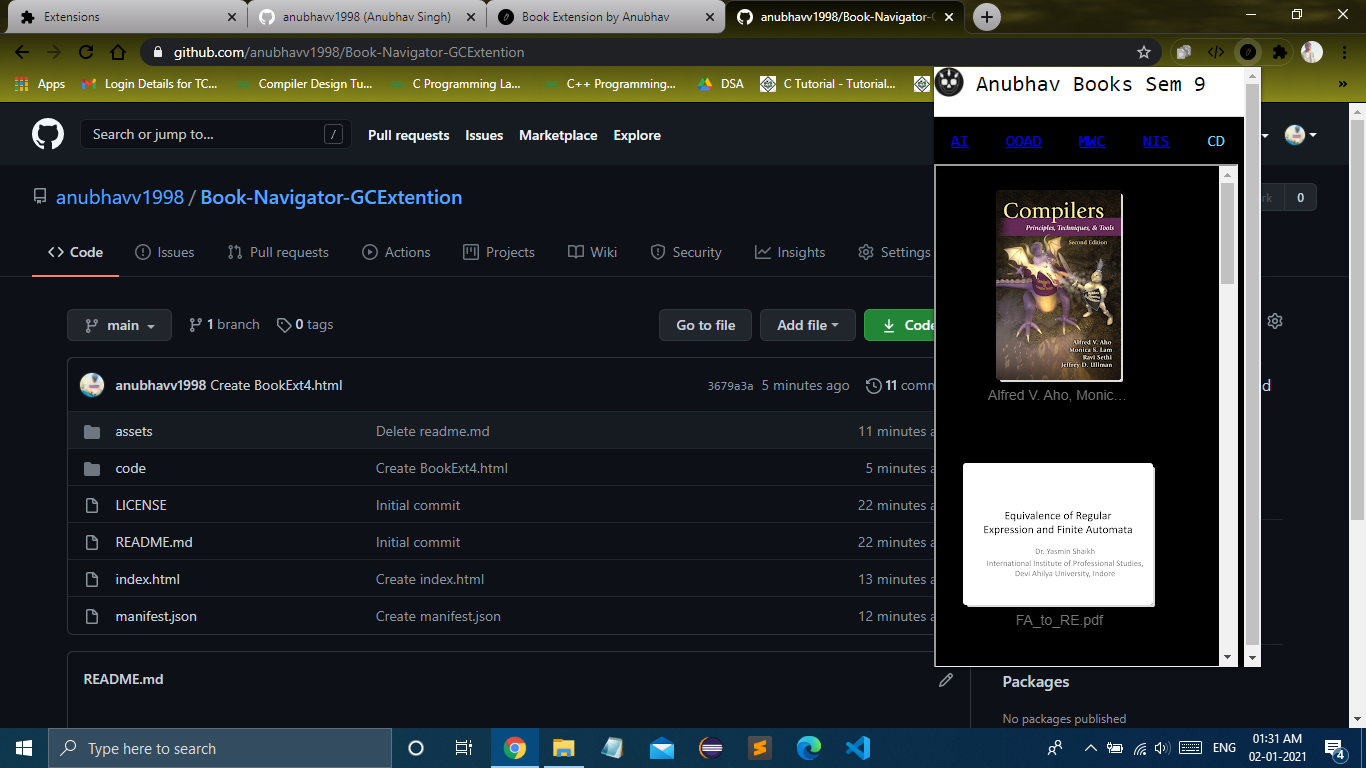 Extensions
anubhavv1998 (Anubhav Singh)
Book Extension by Anubhav
anubhavv1998/Book-Navigator-G
github.com/anubhavv1998/Book-Navigator-GCExtention
Apps
Login Details for TC...
Compiler Design Tu...
C Programming La...
C++ Programming...
DSA
C Tutorial - Tutorial...
»
Search or jump to...
/
Pull requests
Issues
Marketplace
Explore
anubhavv1998 / Book-Navigator-GCExtention
0
Code
Issues
Pull requests
Actions
Projects
Wiki
Security
Insights
Settings
main
1 branch
0 tags
Go to file
Add file
Code
anubhavv1998 Create BookExt4.html
3679a3a 5 minutes ago
11 comm
assets
Delete readme.md
11 minutes a
code
Create BookExt4.html
5 minutes a
LICENSE
Initial commit
22 minutes a
README.md
Initial commit
22 minutes a
index.html
Create index.html
13 minutes a
manifest.json
Create manifest.json
12 minutes a
README.md
Anubhav Books Sem 9
AI
OOAD
MWC
NIS
CD
Compilers
Principles, Techniques, & Tools
Second Edition
Alfred V. Aho
Monica S. Lam
Ravi Sethi
Jeffrey D. Ullman
Alfred V. Aho, Monic...
Equivalence of Regular
Expression and Finite Automata
Dr. Yasmin Shaikh
International Institute of Professional Studies,
Devi Ahilya University, Indore
FA_to_RE.pdf
Packages
No packages published
Type here to search
ENG
01:31 AM
02-01-2021
4